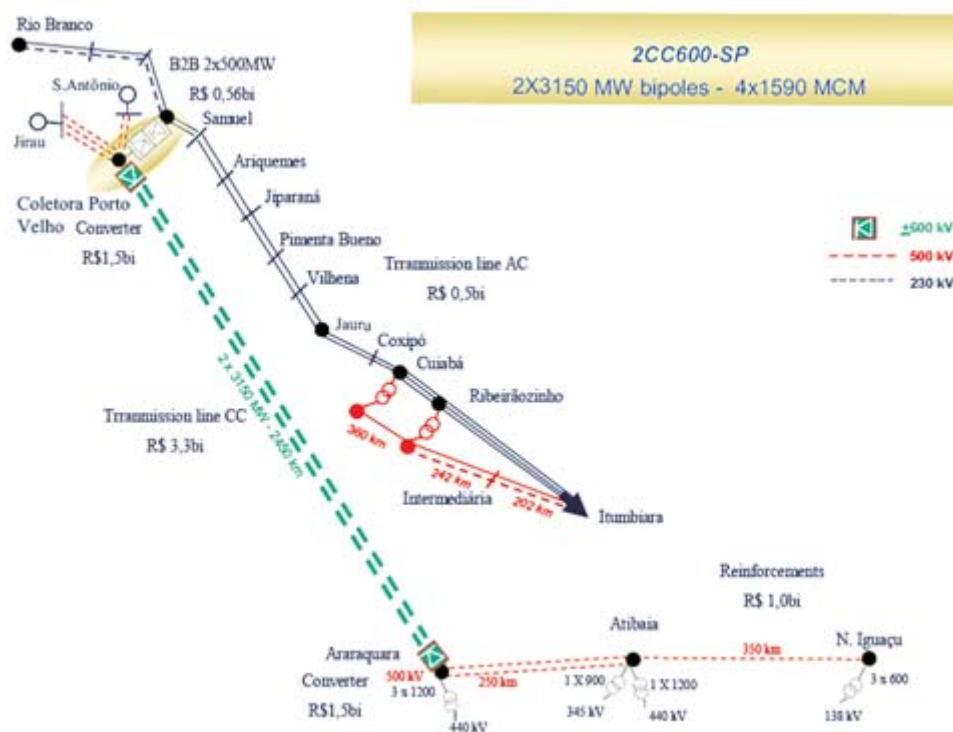 2CC600-SP
2X3150 MW bipoles - 4x1590 MCM
Rio Branco
B2B 2x500MW
R$ 0,56bi
S.Antônio
Jirau
Samuel
Ariquemes
Jiparaná
Pimenta Bueno
Vilhena
Coletora Porto
Velho
Converter
R$1,5bi
±600 kV
500 kV
230 kV
Trranmission line AC
R$ 0,5bi
Jauru
Coxipó
Cuiabá
Ribeirãozinho
2 x 3150 MW - 2450 km
Trranmission line CC
R$ 3,3bi
360 km
242 km
202 km
Intermediária
Itumbiara
Reinforcements
R$ 1,0bi
Araraquara
Converter
R$1,5bi
500 kV
3 x 1200
440 kV
250 km
Atibaia
1 X 900
345 kV
1 X 1200
440 kV
350 km
N. Iguaçu
3 x 600
138 kV